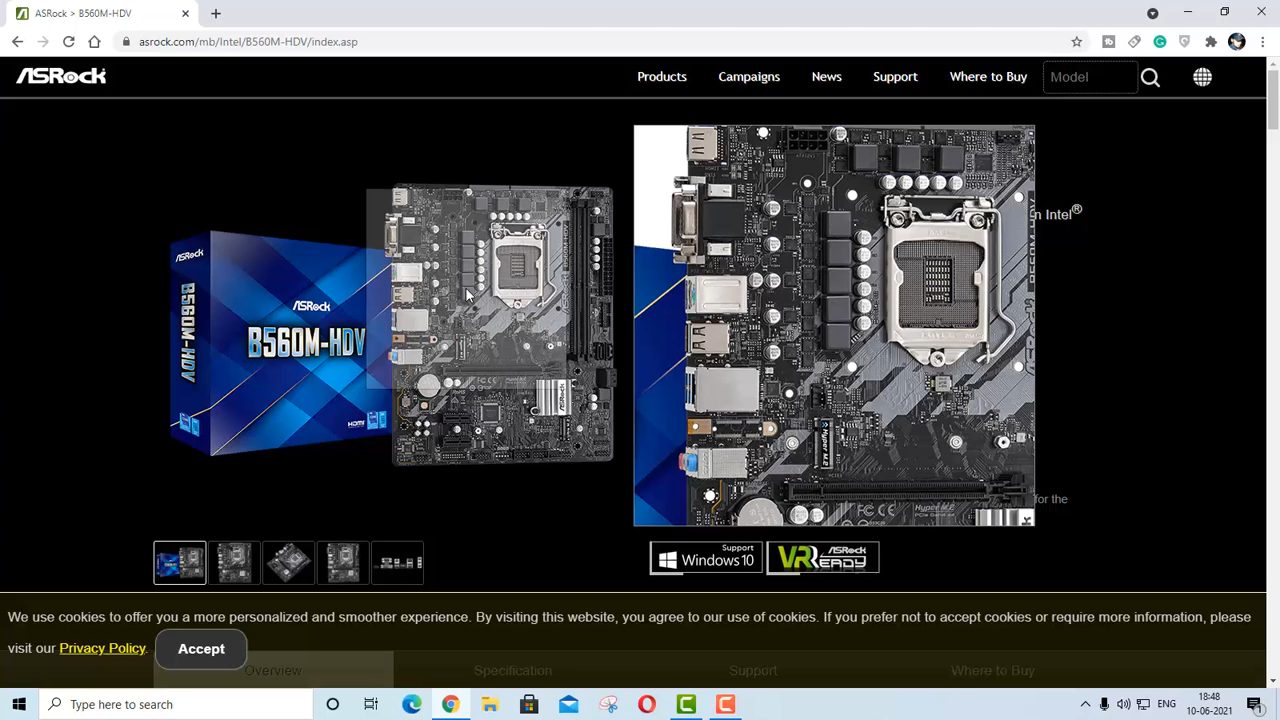 ASRock > B560M-HDV
asrock.com/mb/Intel/B560M-HDV/index.asp
ASRock
Products
Campaigns
News
Support
Where to Buy
Model
m Intel®
ASRock
B560M-HDV
ASRock
B560M-HDV
HDMI
Hyper M.2
for the
Support
Windows 10
VR READY ASRock
We use cookies to offer you a more personalized and smoother experience. By visiting this website, you agree to our use of cookies. If you prefer not to accept cookies or require more information, please
visit our Privacy Policy.
Accept
Overview
Specification
Support
Where to Buy
Type here to search
ENG
18:48
10-06-2021